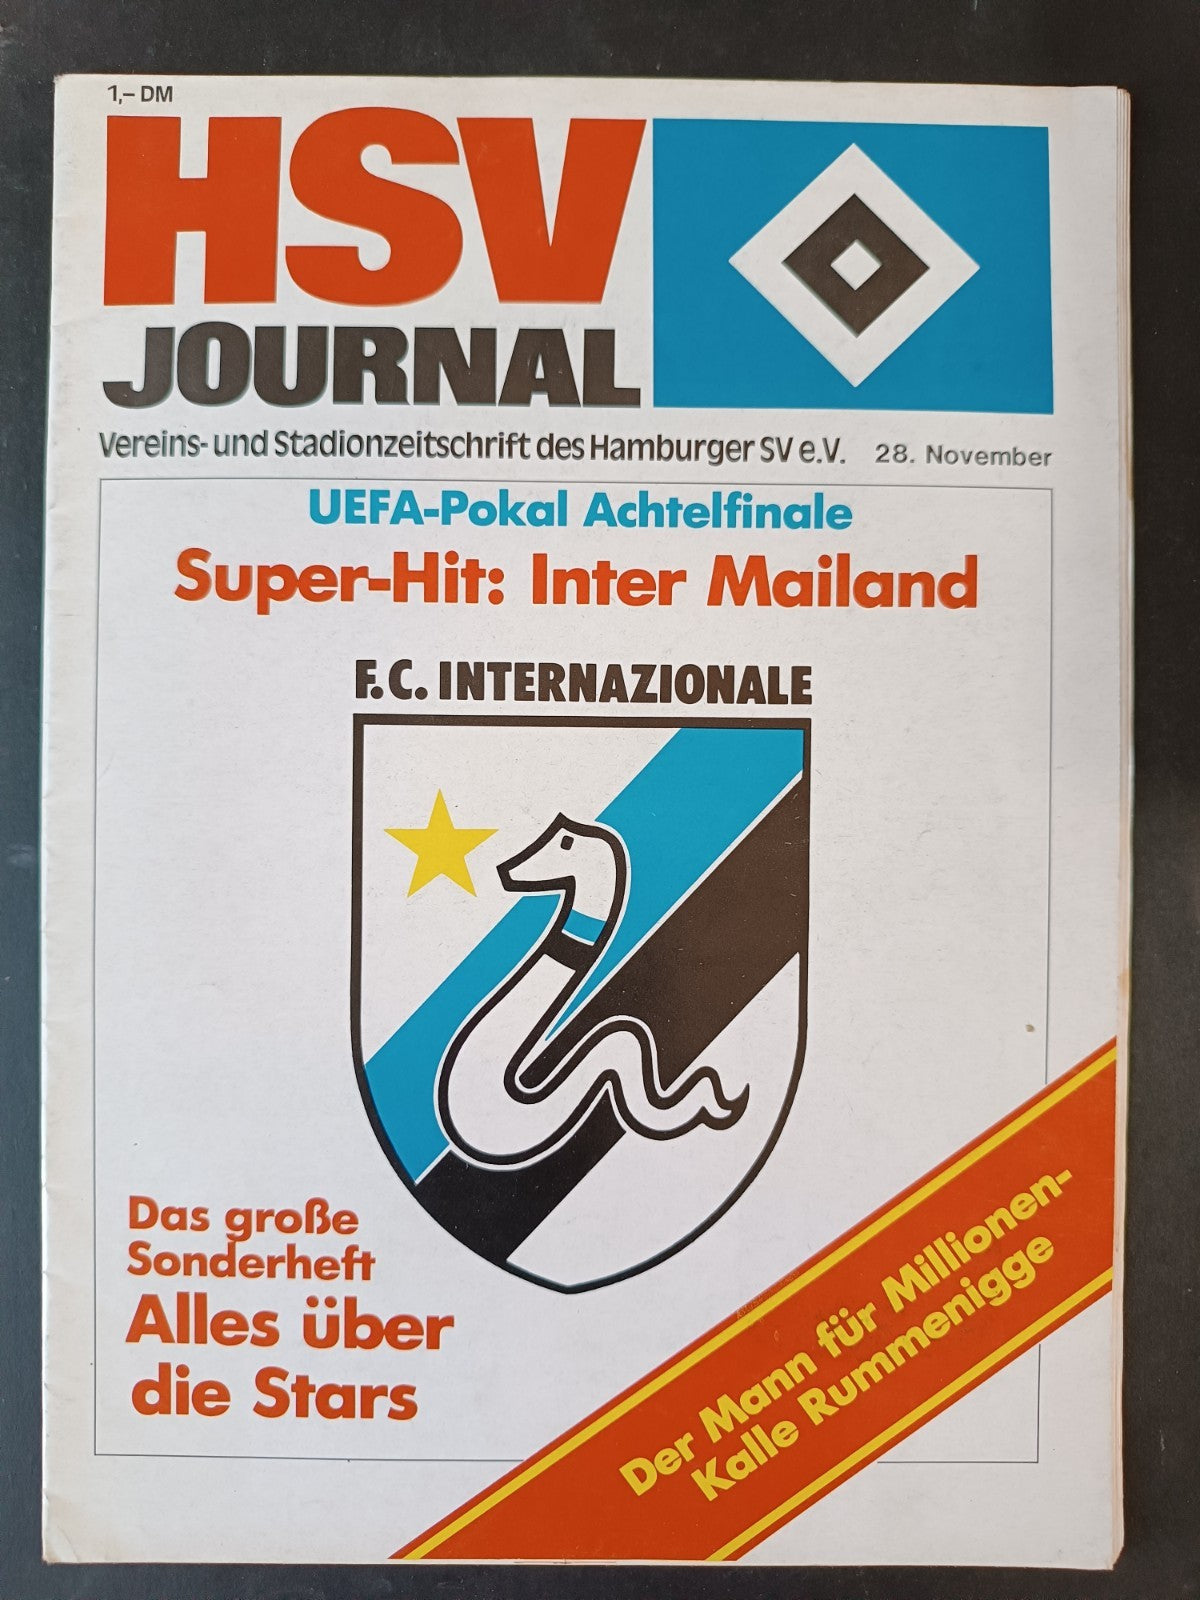 1,– DM
HSV
JOURNAL
Vereins- und Stadionzeitschrift des Hamburger SV e.V. 28. November
UEFA-Pokal Achtelfinale
Super-Hit: Inter Mailand
F.C. INTERNAZIONALE
Das große
Sonderheft
Alles über
die Stars
Der Mann für Millionen-
Kalle Rummenigge